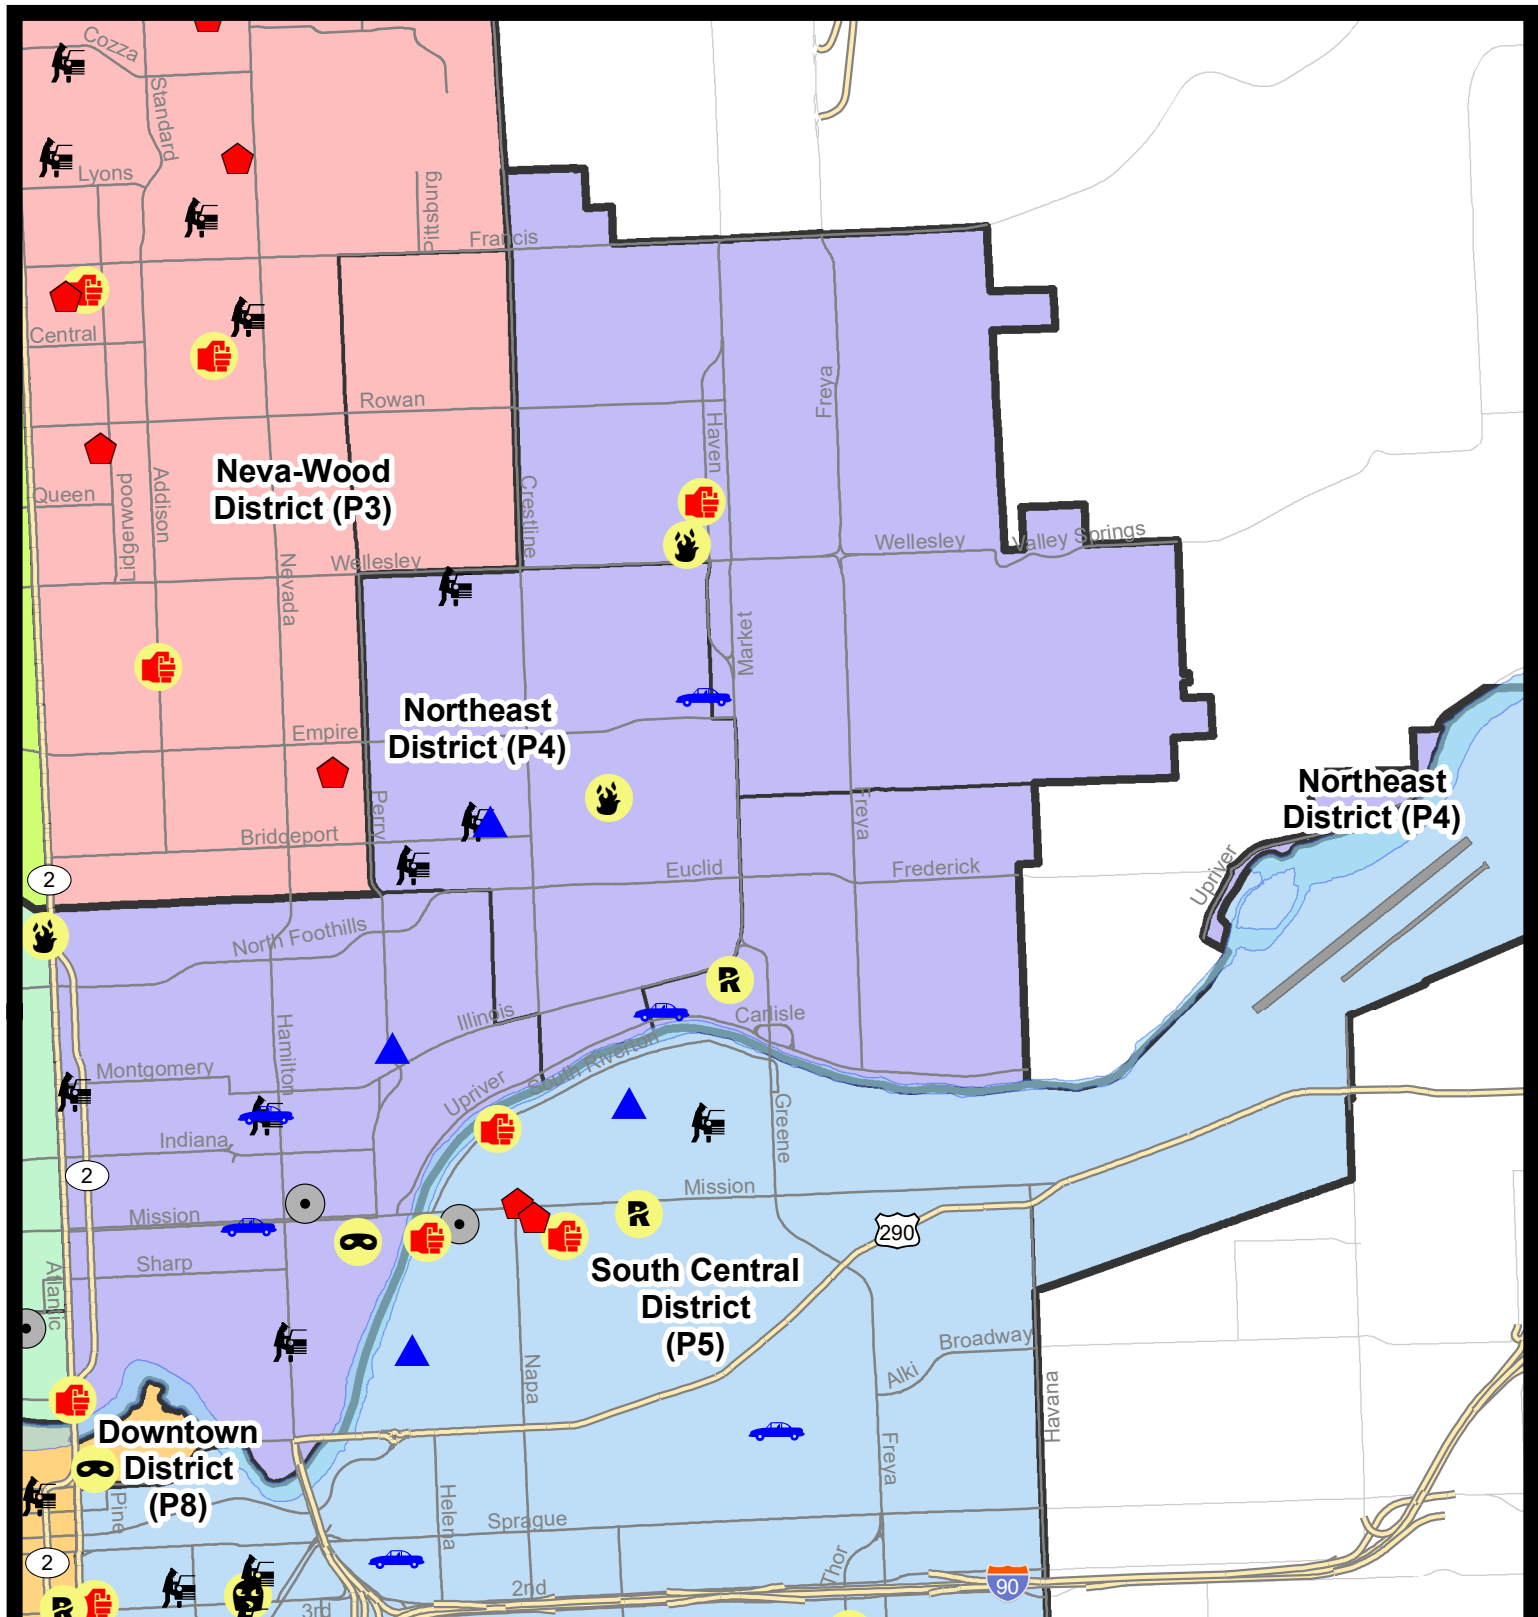 Cozza
Standard
Lyons
Pittsburg
Francis
Central
Rowan
Freya
Haven
Neva-Wood
District (P3)
Queen
Lidgerwood
Addison
Crestline
Nevada
Wellesley
Wellesley
Valley Springs
Market
Northeast
District (P4)
Empire
Perry
Bridgeport
Freya
Northeast
District (P4)
Upriver
Euclid
Frederick
2
North Foothills
Illinois
Carlisle
Hamilton
South Riverton
Montgomery
Upriver
Greene
Indiana
2
Mission
Mission
290
Sharp
Atlantic
South Central
District
(P5)
Broadway
Napa
Alki
Havana
Downtown
District
(P8)
Freya
Pine
Helena
Sprague
2
Thor
2nd
90
3rd
R
R
R